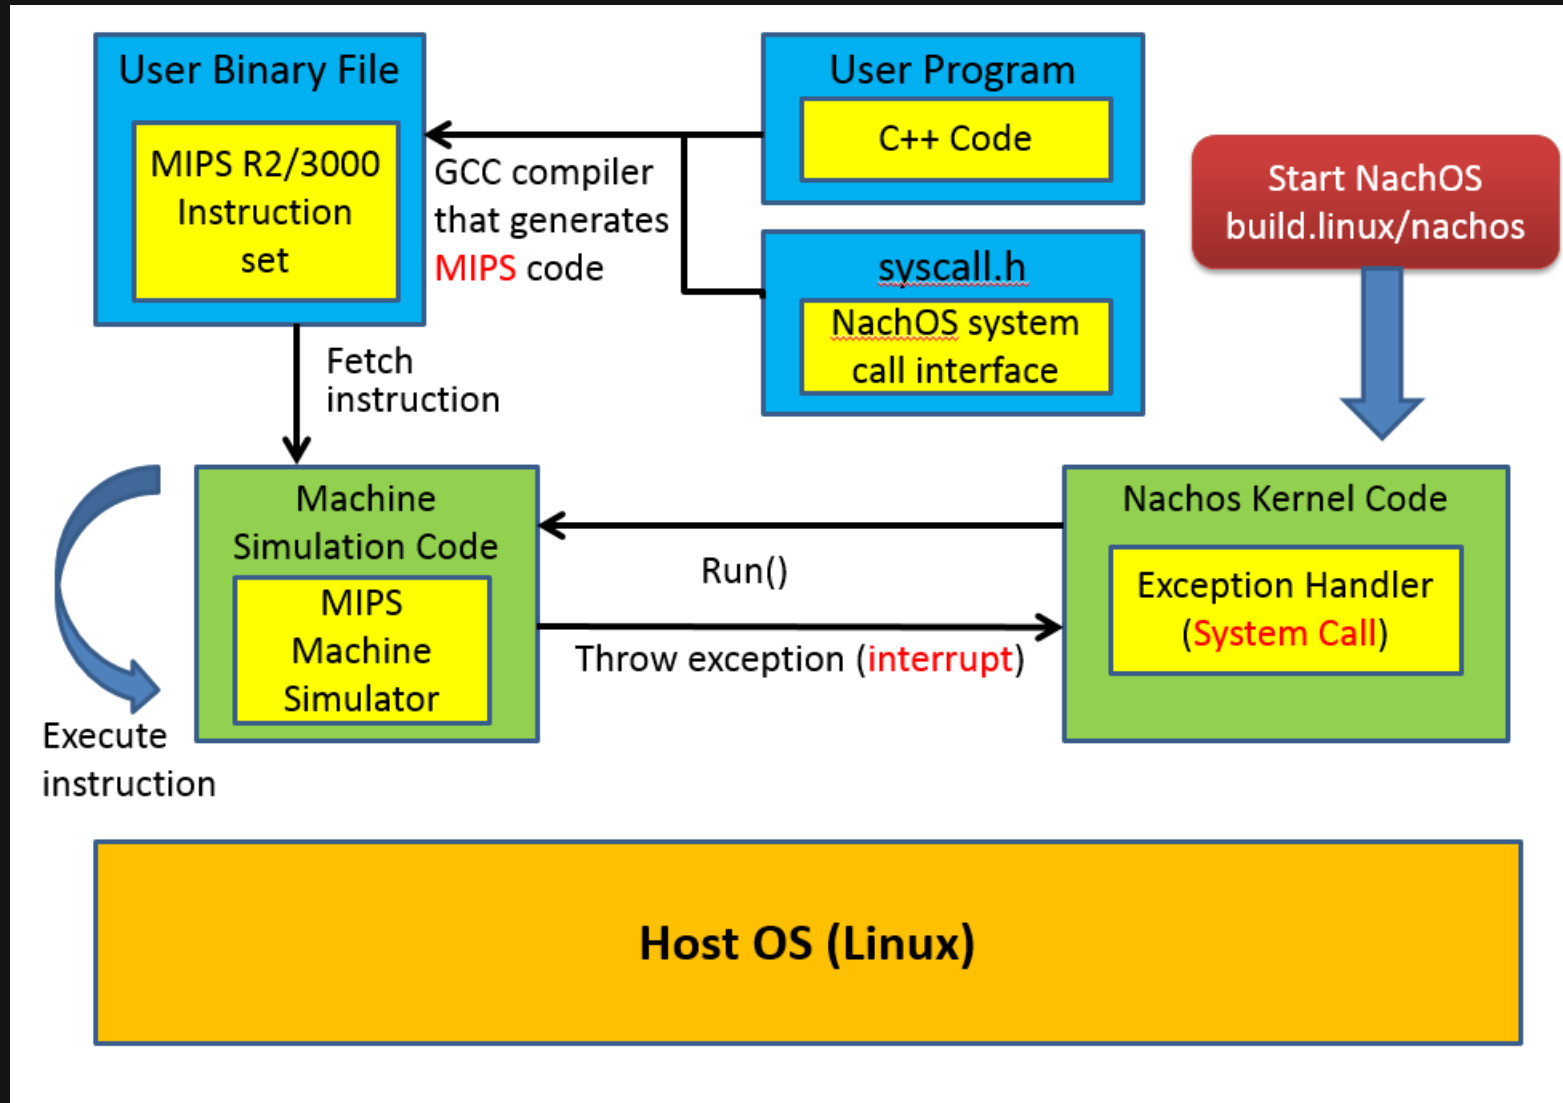 User Binary File
MIPS R2/3000
Instruction
set
GCC compiler
that generates
MIPS code
User Program
C++ Code
syscall.h
NachOS system
call interface
Start NachOS
build.linux/nachos
Fetch
instruction
Machine
Simulation Code
MIPS
Machine
Simulator
Execute
instruction
Run()
Throw exception (interrupt)
Nachos Kernel Code
Exception Handler
(System Call)
Host OS (Linux)